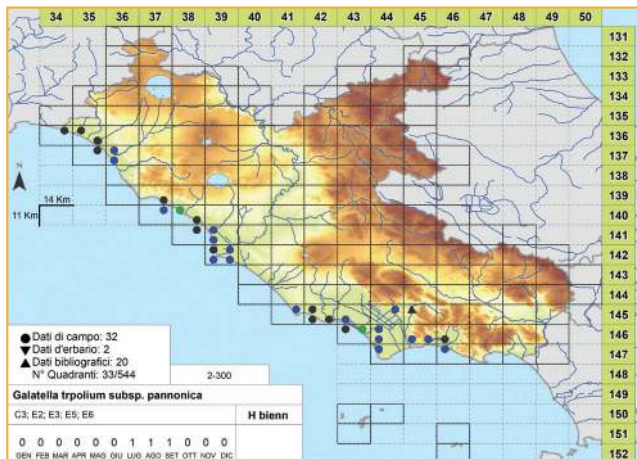 34 35 36 37 38 39 40 41 42 43 44 45 46 47 48 49 50
131
132
133
134
135
136
137
138
139
140
141
142
143
144
145
146
147
148
149
150
151
152
N
14 Km
11 Km
Dati di campo: 32
Dati d'erbario: 2
Dati bibliografici: 20
N° Quadranti: 33/544
2-300
Galatella trpolium subsp. pannonica
C3; E2; E3; E5; E6
H bienn
0 0 0 0 0 0 1 1 1 0 0 0
GEN FEB MAR APR MAG GIU LUG AGO SET OTT NOV DIC